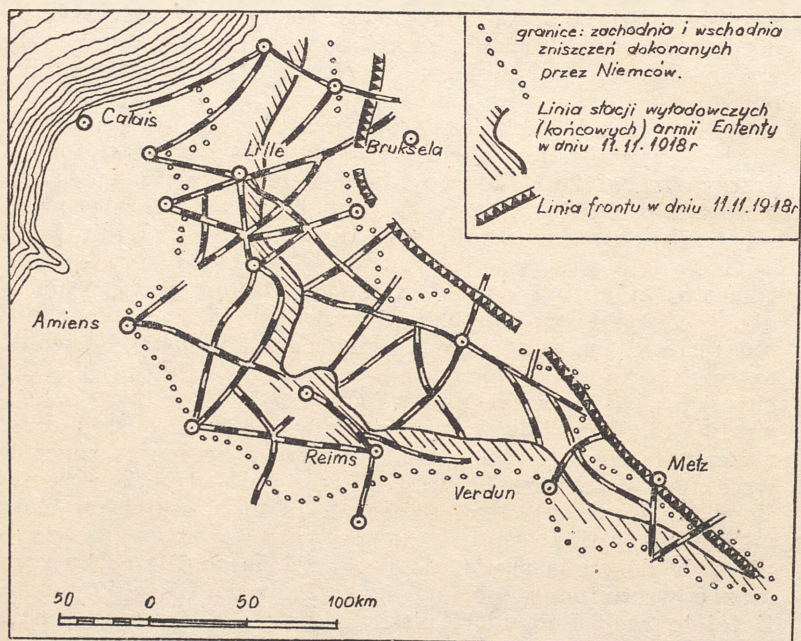 granice: zachodnia i wschodnia
zniszczeń dokonanych
przez Niemców.
Linia stacji wyładowczych
(końcowych) armii Ententy
w dniu 11.11.1918 r
Linia frontu w dniu 11.11.1918r
Calais
Lille
Bruksela
Amiens
Reims
Verdun
Metz
50 0 50 100km